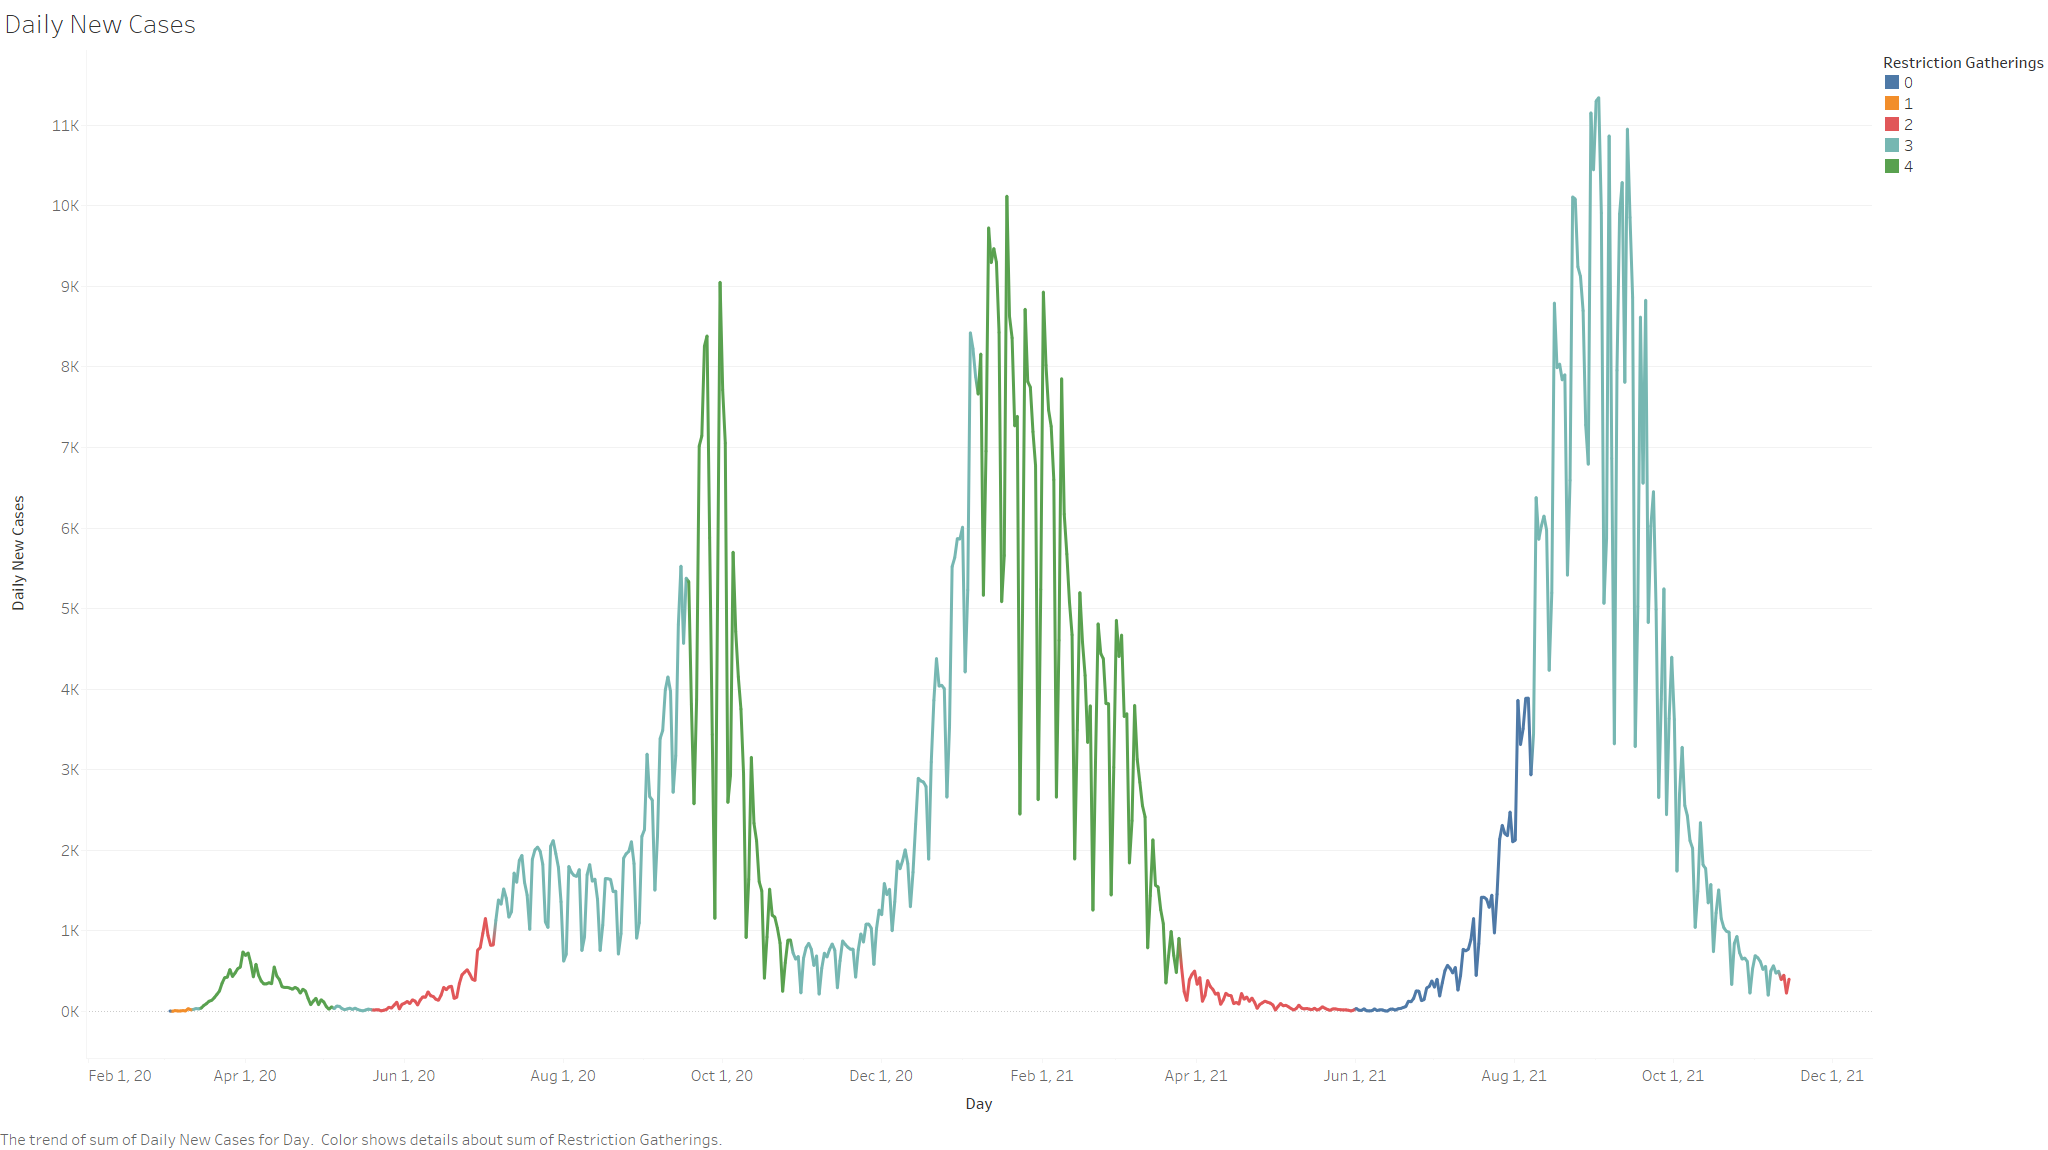 Daily New Cases
Restriction Gatherings
0
1
2
3
4
11K
10K
9K
8K
7K
6K
5K
4K
3K
2K
1K
0K
Daily New Cases
Feb 1, 20 Apr 1, 20 Jun 1, 20 Aug 1, 20 Oct 1, 20 Dec 1, 20 Feb 1, 21 Apr 1, 21 Jun 1, 21 Aug 1, 21 Oct 1, 21 Dec 1, 21
Day
The trend of sum of Daily New Cases for Day. Color shows details about sum of Restriction Gatherings.